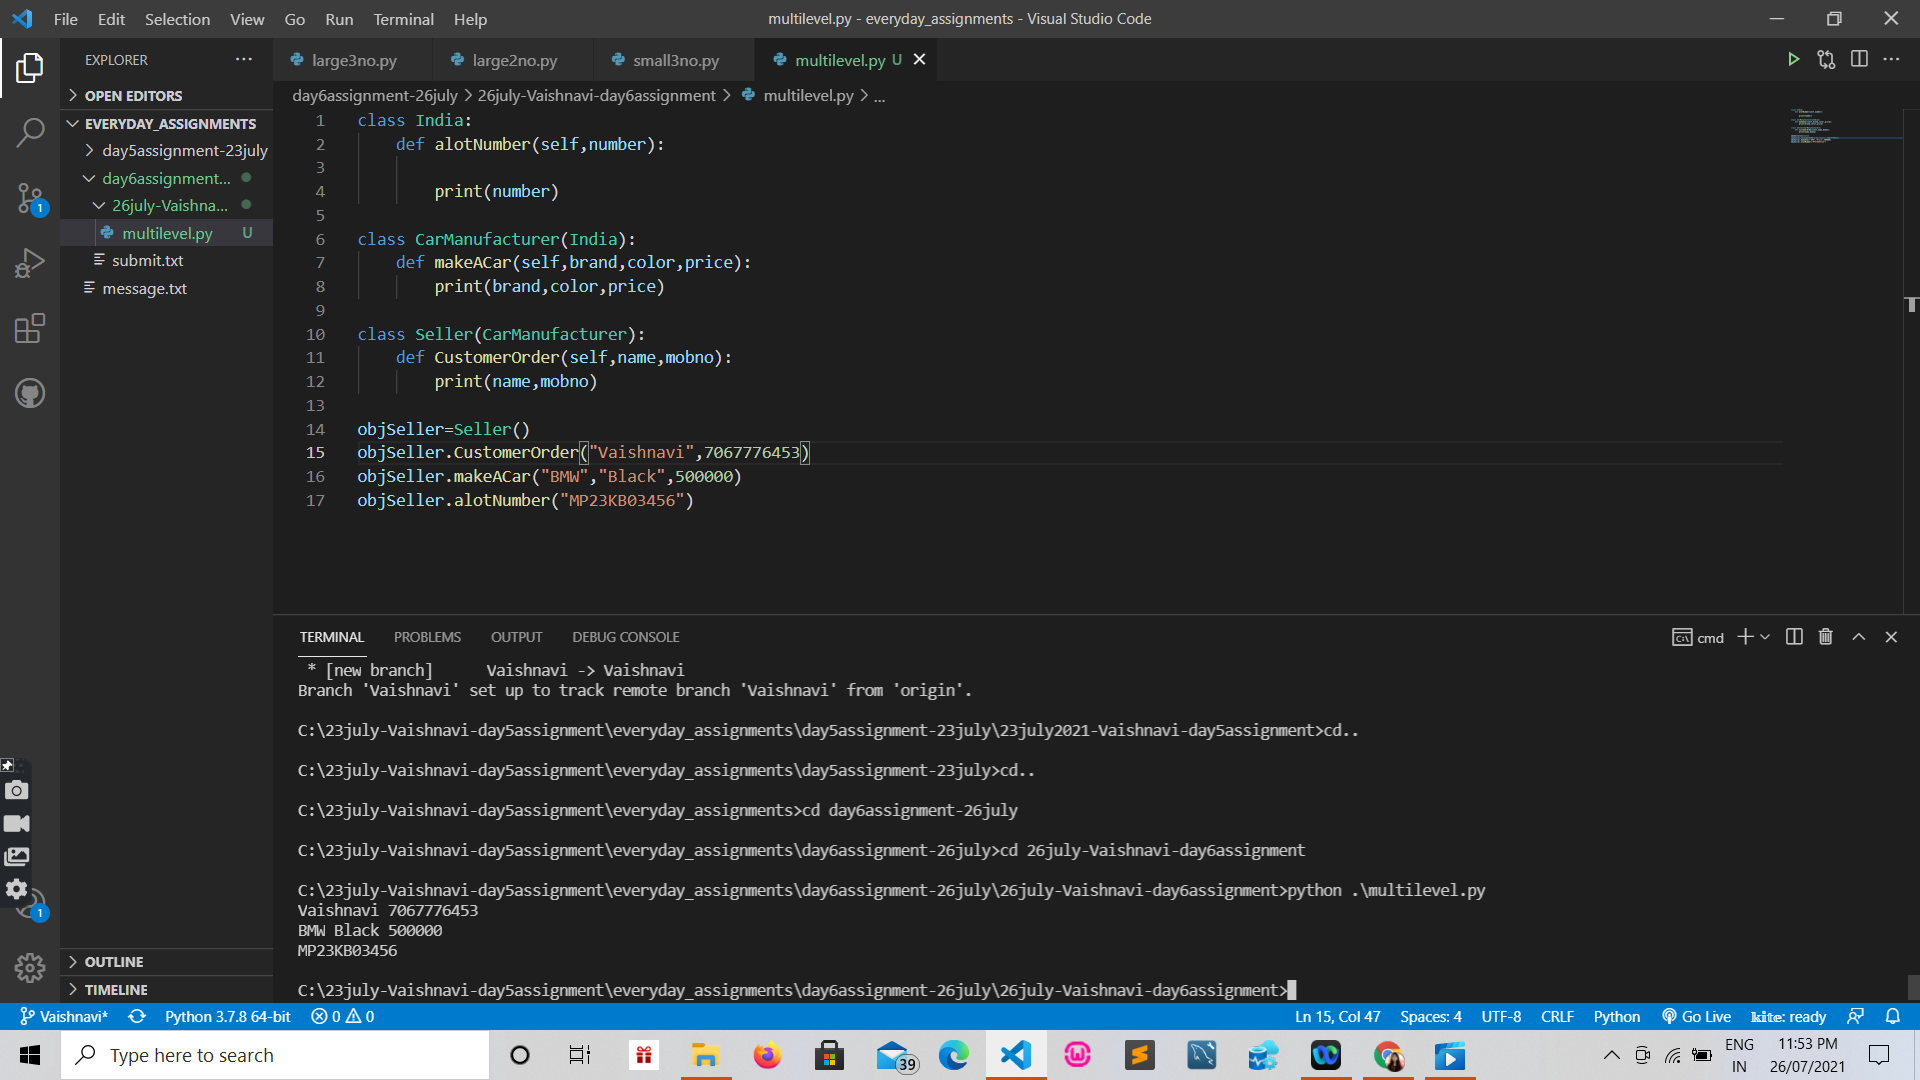 File Edit Selection View Go Run Terminal Help
multilevel.py - everyday_assignments - Visual Studio Code
EXPLORER
OPEN EDITORS
EVERYDAY_ASSIGNMENTS
day5assignment-23july
day6assignment...
26july-Vaishna...
multilevel.py U
submit.txt
message.txt
OUTLINE
TIMELINE
1
1
large3no.py large2no.py small3no.py multilevel.py U
day6assignment-26july > 26july-Vaishnavi-day6assignment > multilevel.py > ...
1 class India:
2 def alotNumber(self,number):
3
4 print(number)
5
6 class CarManufacturer(India):
7 def makeACar(self,brand,color,price):
8 print(brand,color,price)
9
10 class Seller(CarManufacturer):
11 def CustomerOrder(self,name,mobno):
12 print(name,mobno)
13
14 objSeller=Seller()
15 objSeller.CustomerOrder("Vaishnavi",7067776453)
16 objSeller.makeACar("BMW","Black",500000)
17 objSeller.alotNumber("MP23KB03456")
TERMINAL PROBLEMS OUTPUT DEBUG CONSOLE
cmd
* [new branch] Vaishnavi -> Vaishnavi
Branch 'Vaishnavi' set up to track remote branch 'Vaishnavi' from 'origin'.
C:\23july-Vaishnavi-day5assignment\everyday_assignments\day5assignment-23july\23july2021-Vaishnavi-day5assignment>cd..
C:\23july-Vaishnavi-day5assignment\everyday_assignments\day5assignment-23july>cd..
C:\23july-Vaishnavi-day5assignment\everyday_assignments>cd day6assignment-26july
C:\23july-Vaishnavi-day5assignment\everyday_assignments\day6assignment-26july>cd 26july-Vaishnavi-day6assignment
C:\23july-Vaishnavi-day5assignment\everyday_assignments\day6assignment-26july\26july-Vaishnavi-day6assignment>python .\multilevel.py
Vaishnavi 7067776453
BMW Black 500000
MP23KB03456
C:\23july-Vaishnavi-day5assignment\everyday_assignments\day6assignment-26july\26july-Vaishnavi-day6assignment>
Vaishnavi* Python 3.7.8 64-bit 0 0
Ln 15, Col 47 Spaces: 4 UTF-8 CRLF Python Go Live kite: ready
Type here to search
39
ENG
IN
11:53 PM
26/07/2021